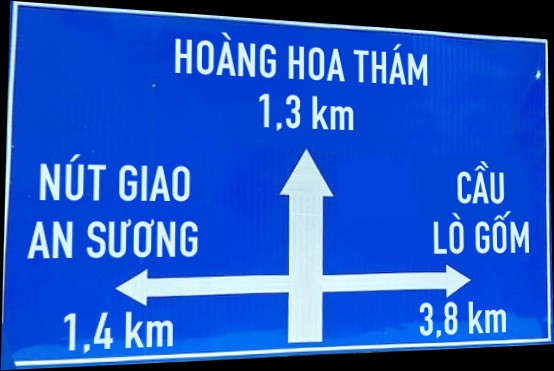 HOÀNG HOA THÁM
1,3 km
NÚT GIAO
AN SƯƠNG
1,4 km
CẦU
LÒ GỐM
3,8 km